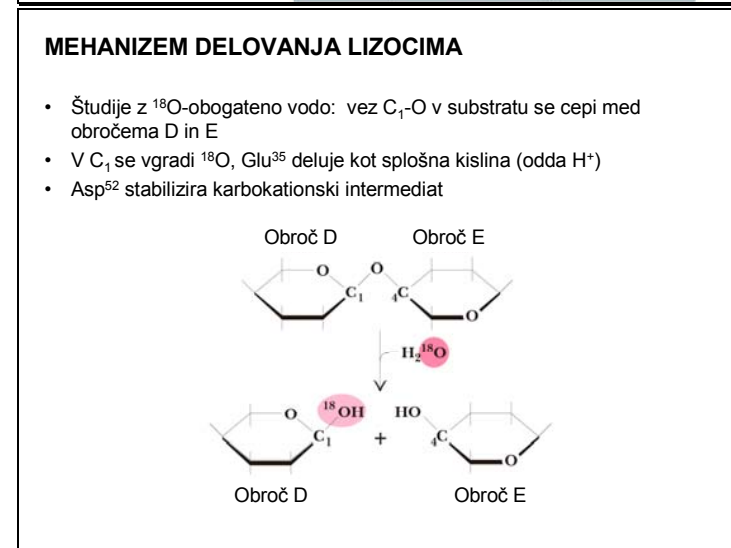 MEHANIZEM DELOVANJA LIZOCIMA
• Študije z ¹⁸O-obogateno vodo: vez C₁-O v substratu se cepi med
obročema D in E
• V C₁ se vgradi ¹⁸O, Glu³⁵ deluje kot splošna kislina (odda H⁺)
• Asp⁵² stabilizira karbokationski intermediat
Obroč D Obroč E
O O
C₁ ₄C
O
H₂¹⁸O
O ¹⁸OH HO
C₁ + ₄C
O
Obroč D Obroč E